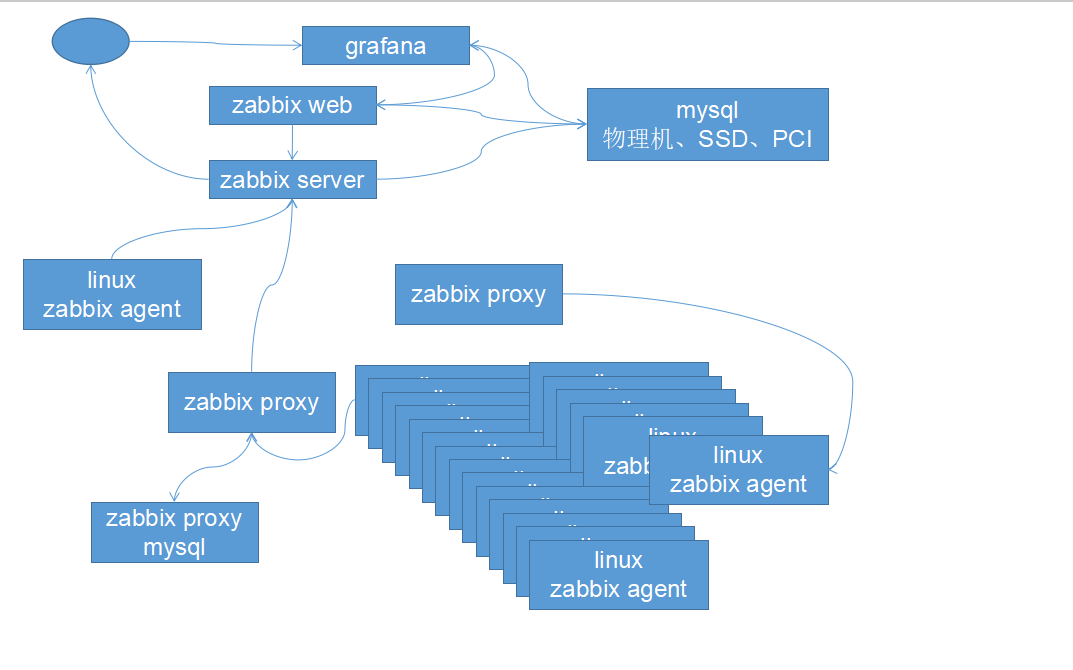 grafana
zabbix web
mysql
物理机、SSD、PCI
zabbix server
linux
zabbix agent
zabbix proxy
zabbix proxy
linux
zabbix agent
zabbix proxy
mysql
linux
zabbix agent